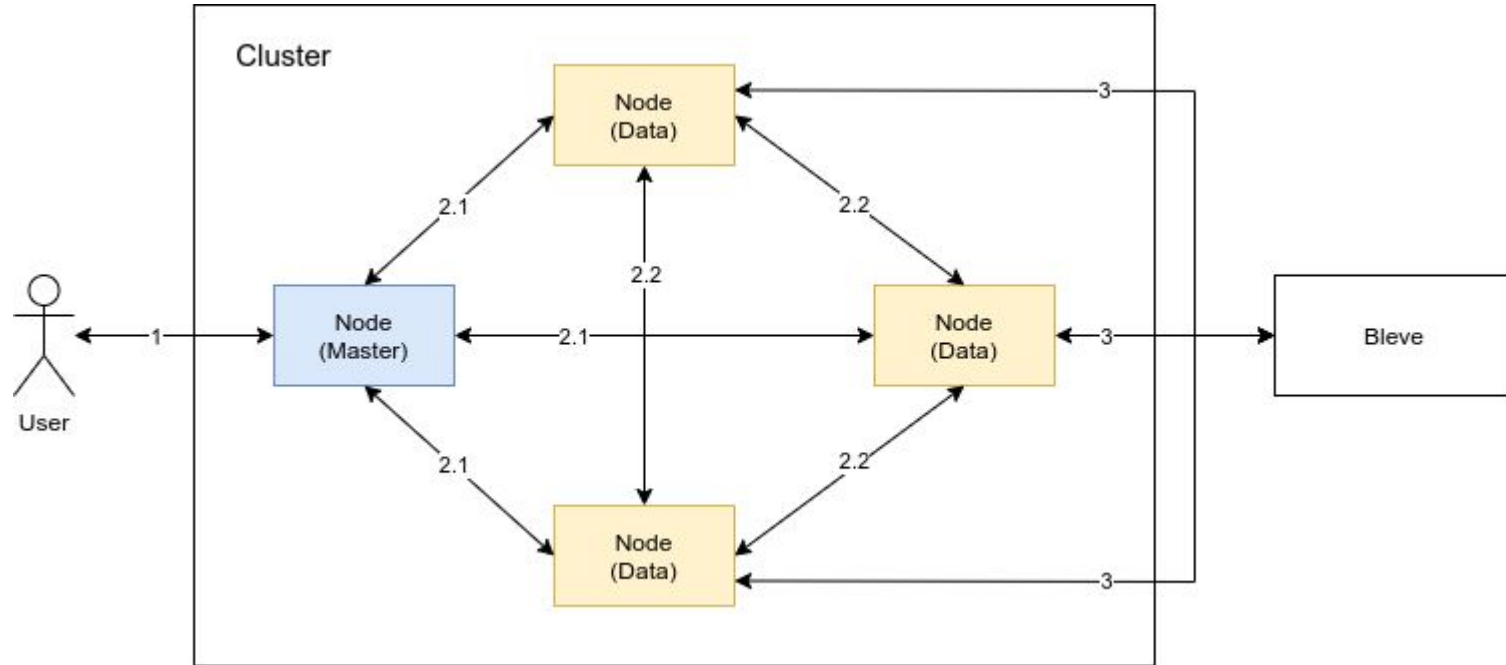 Cluster
Node
(Data)
3
2.1
2.2
2.2
Node
(Master)
Node
(Data)
Bleve
1
2.1
3
User
2.1
2.2
Node
(Data)
3